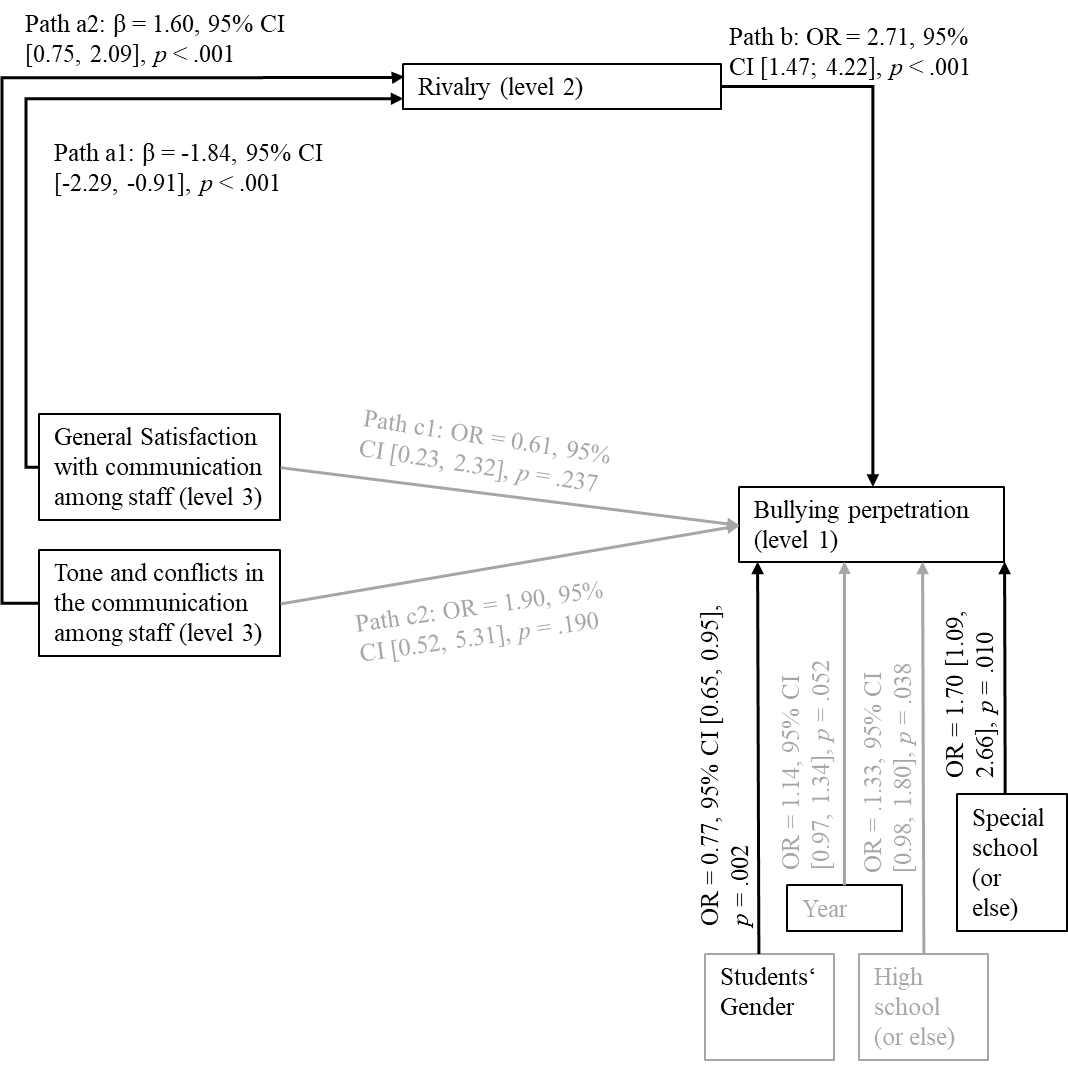 Path a2: β = 1.60, 95% CI
[0.75, 2.09], p < .001
Path b: OR = 2.71, 95%
CI [1.47; 4.22], p < .001
Rivalry (level 2)
Path a1: β = -1.84, 95% CI
[-2.29, -0.91], p < .001
General Satisfaction
with communication
among staff (level 3)
Path c1: OR = 0.61, 95%
CI [0.23, 2.32], p = .237
Bullying perpetration
(level 1)
Tone and conflicts in
the communication
among staff (level 3)
Path c2: OR = 1.90, 95%
CI [0.52, 5.31], p = .190
OR = 0.77, 95% CI [0.65, 0.95],
p = .002
OR = 1.14, 95% CI
[0.97, 1.34], p = .052
OR = .1.33, 95% CI
[0.98, 1.80], p = .038
OR = 1.70 [1.09,
2.66], p = .010
Special
school
(or
else)
Year
Students‘
Gender
High
school
(or else)